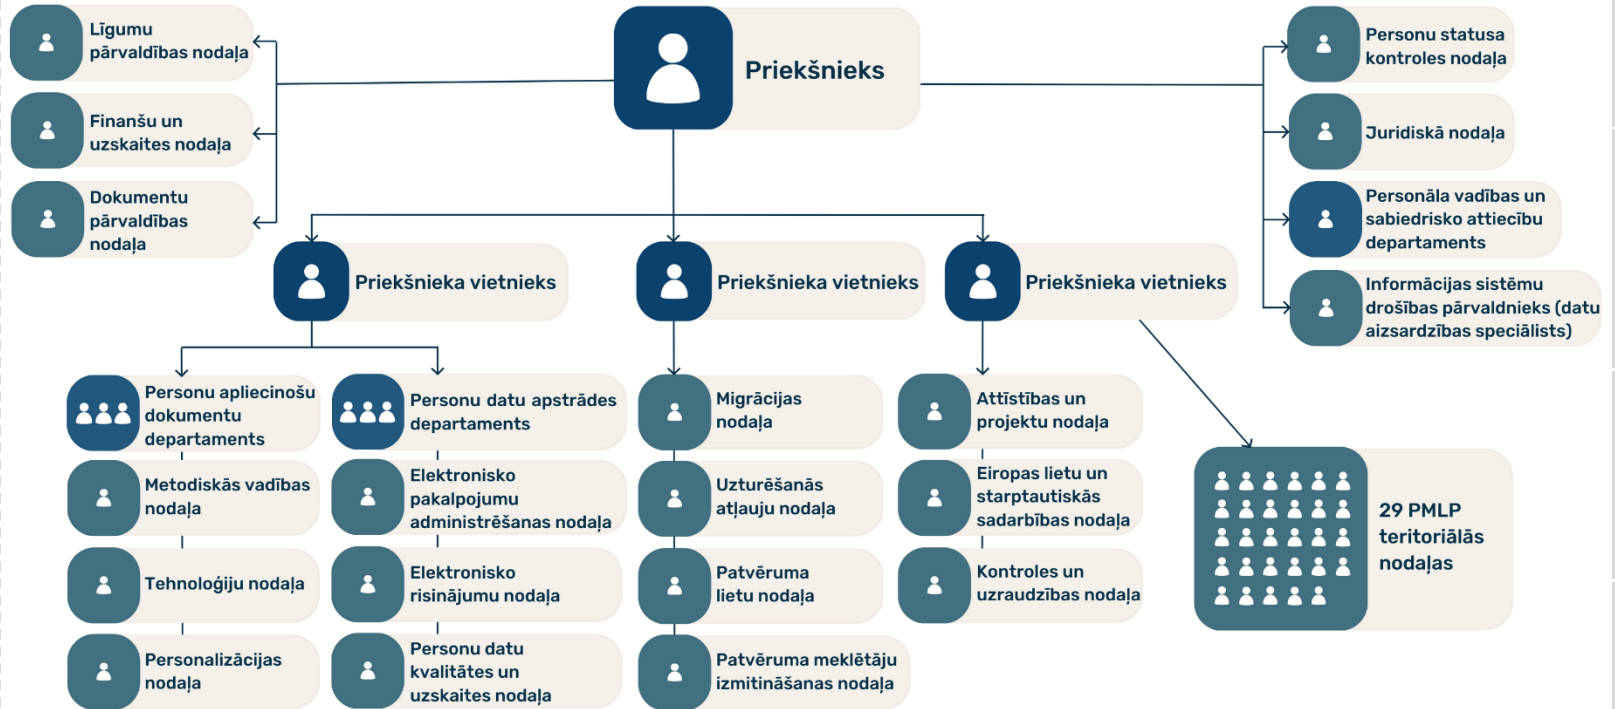 Līgumu
pārvaldības nodaļa
Finanšu un
uzskaites nodaļa
Dokumentu
pārvaldības
nodaļa
Priekšnieks
Personu statusa
kontroles nodaļa
Juridiskā nodaļa
Personāla vadības un
sabiedrisko attiecību
departaments
Informācijas sistēmu
drošības pārvaldnieks (datu
aizsardzības speciālists)
Priekšnieka vietnieks
Priekšnieka vietnieks
Priekšnieka vietnieks
Personu apliecinošu
dokumentu
departaments
Metodiskās vadības
nodaļa
Tehnoloģiju nodaļa
Personalizācijas
nodaļa
Personu datu apstrādes
departaments
Elektronisko
pakalpojumu
administrēšanas nodaļa
Elektronisko
risinājumu nodaļa
Personu datu
kvalitātes un
uzskaites nodaļa
Migrācijas
nodaļa
Uzturēšanās
atļauju nodaļa
Patvēruma
lietu nodaļa
Patvēruma meklētāju
izmitināšanas nodaļa
Attīstības un
projektu nodaļa
Eiropas lietu un
starptautiskās
sadarbības nodaļa
Kontroles un
uzraudzības nodaļa
29 PMLP
teritoriālās
nodaļas